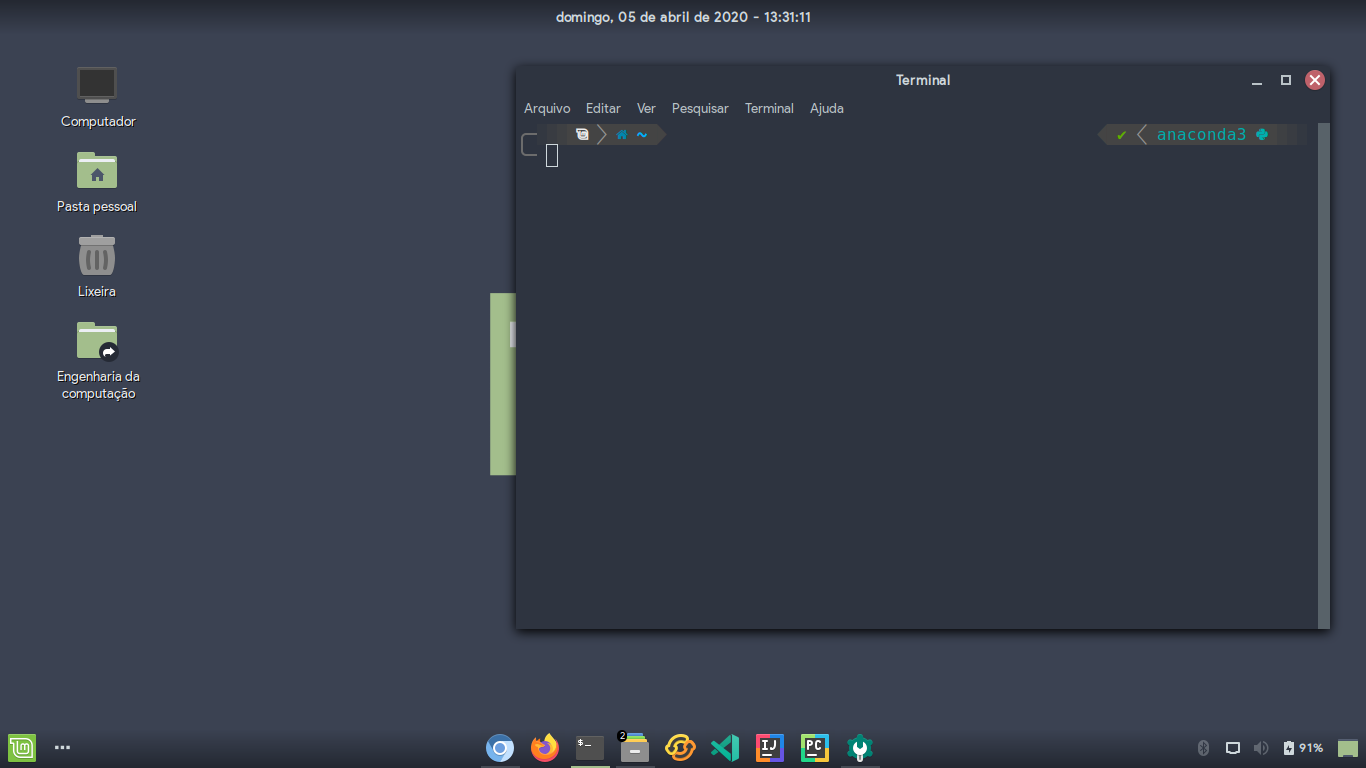 domingo, 05 de abril de 2020 - 13:31:11
Computador
Pasta pessoal
Lixeira
Engenharia da
computação
Terminal
Arquivo Editar Ver Pesquisar Terminal Ajuda
~ ✔ anaconda3
2
$_
IJ
PC
91%